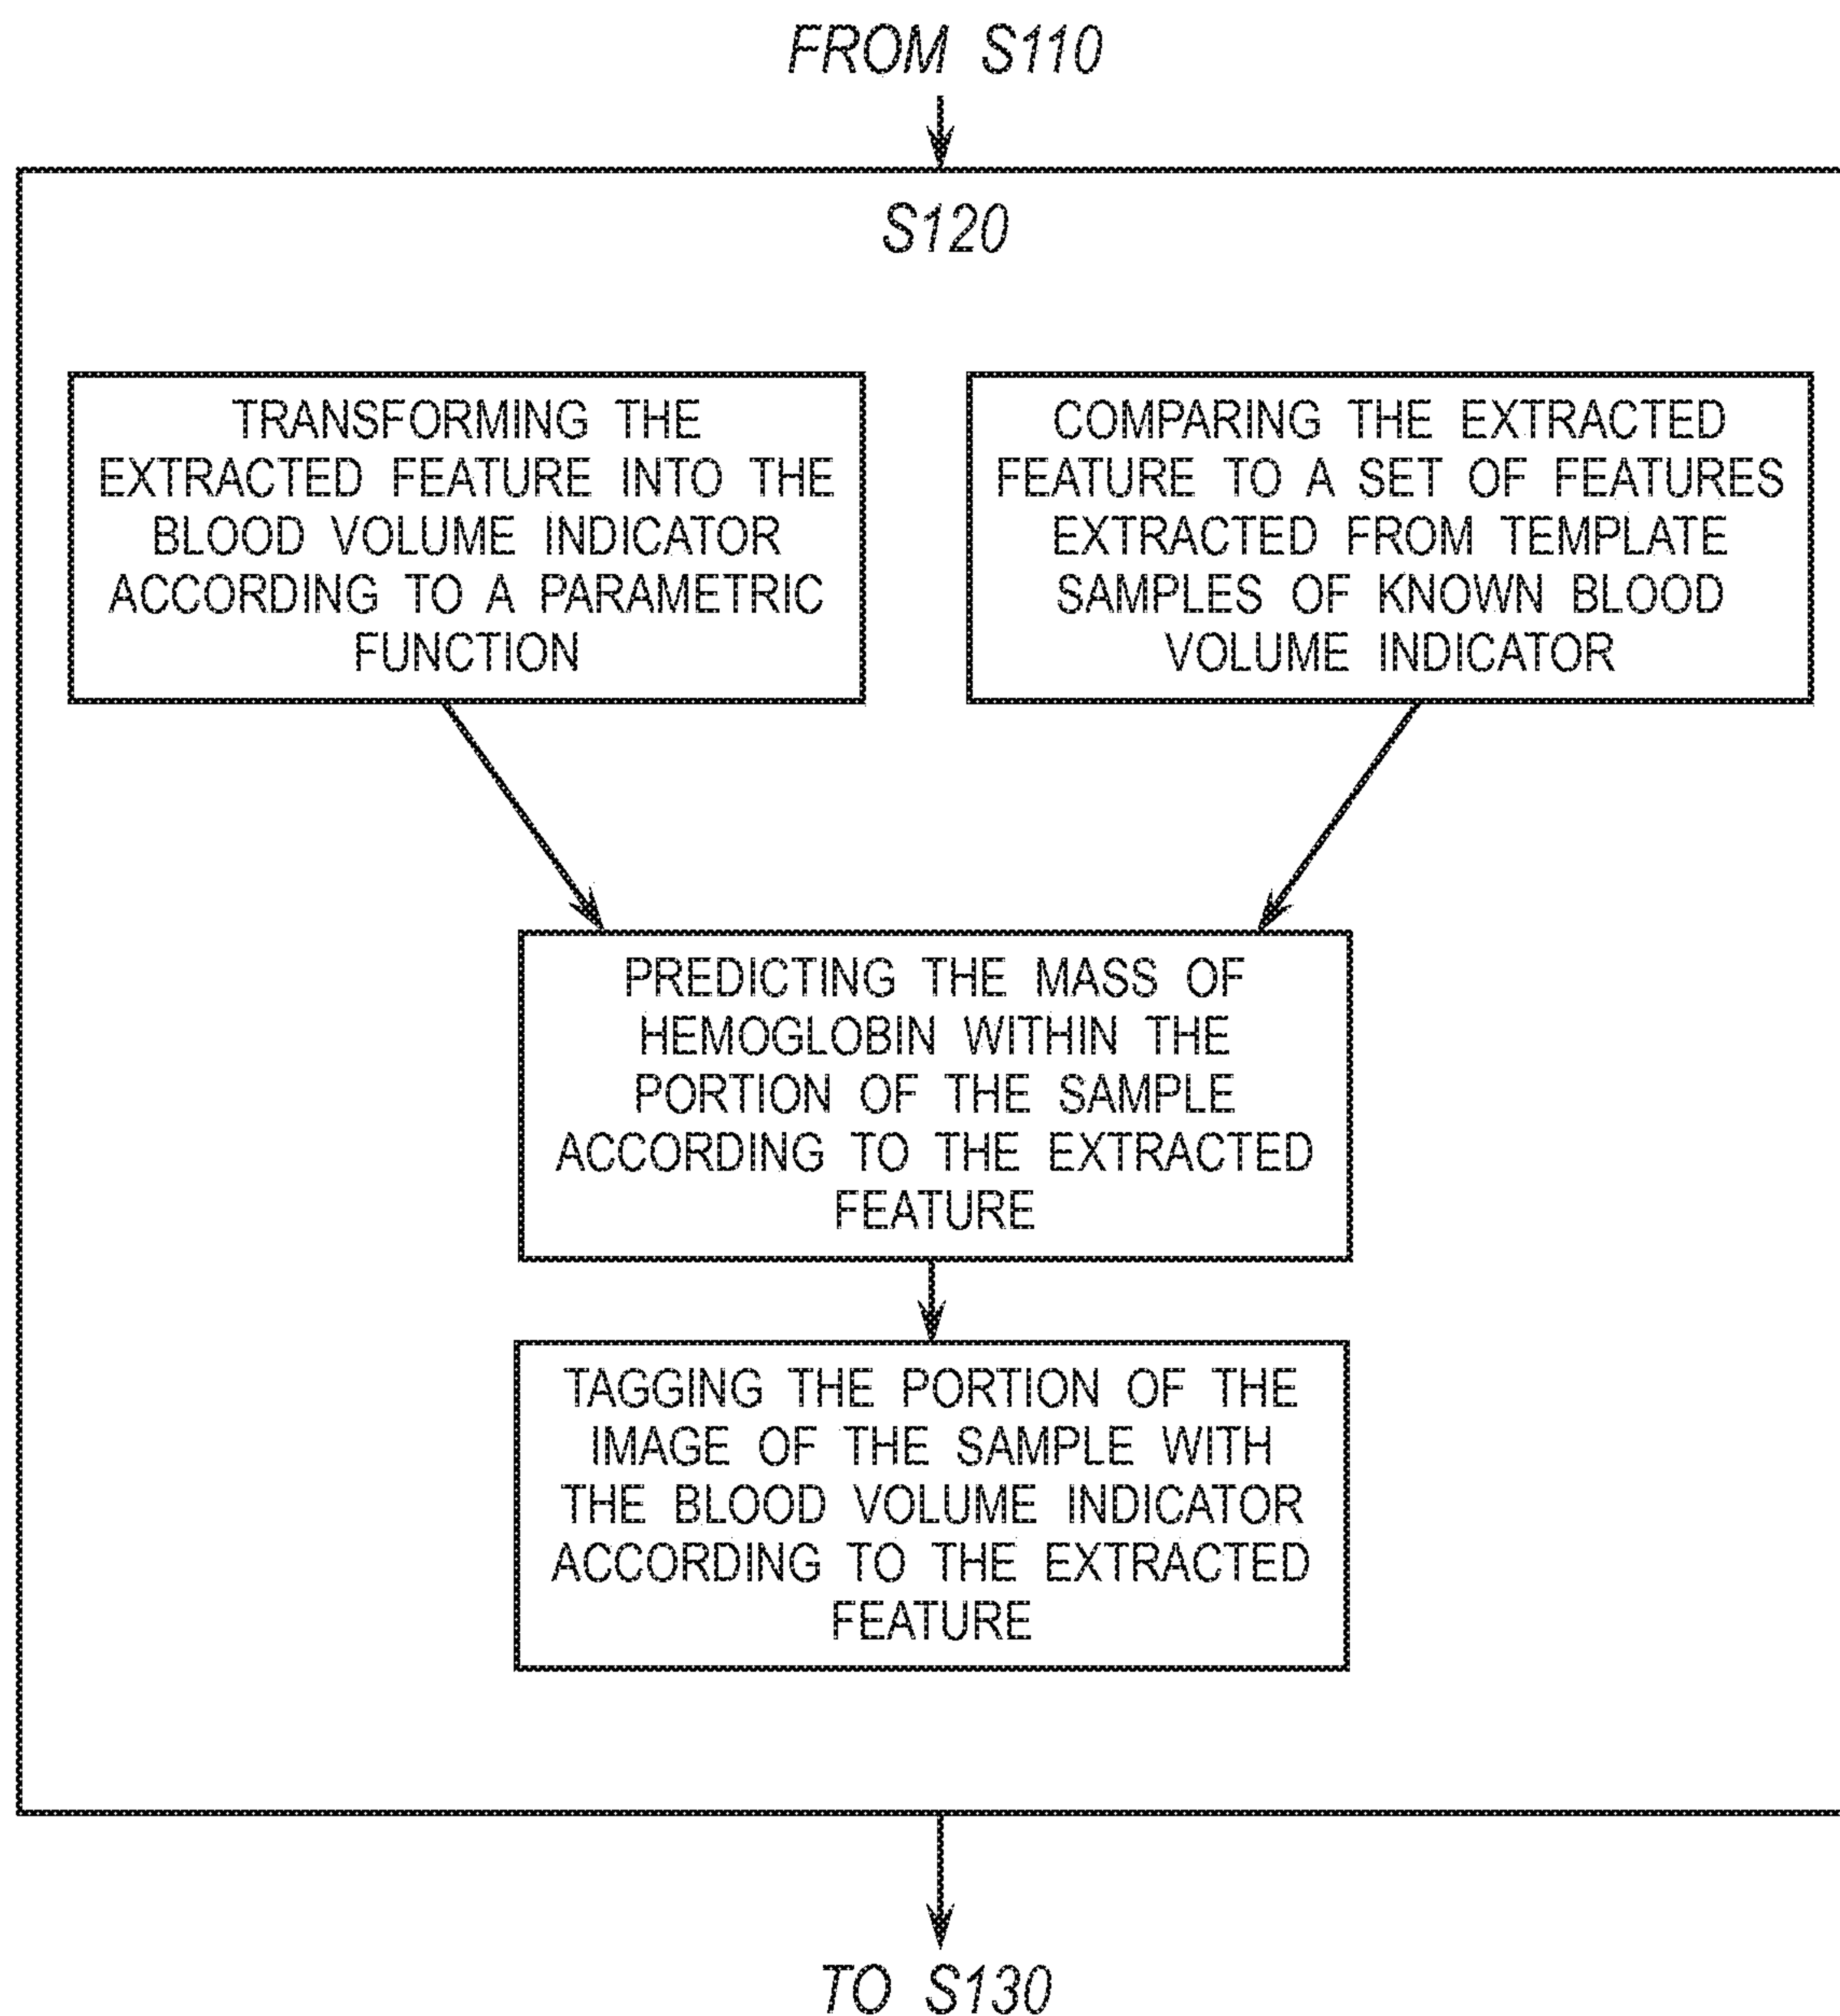 FROM S110
S120
TRANSFORMING THE
EXTRACTED FEATURE INTO THE
BLOOD VOLUME INDICATOR
ACCORDING TO A PARAMETRIC
FUNCTION
COMPARING THE EXTRACTED
FEATURE TO A SET OF FEATURES
EXTRACTED FROM TEMPLATE
SAMPLES OF KNOWN BLOOD
VOLUME INDICATOR
PREDICTING THE MASS OF
HEMOGLOBIN WITHIN THE
PORTION OF THE SAMPLE
ACCORDING TO THE EXTRACTED
FEATURE
TAGGING THE PORTION OF THE
IMAGE OF THE SAMPLE WITH
THE BLOOD VOLUME INDICATOR
ACCORDING TO THE EXTRACTED
FEATURE
TO S130